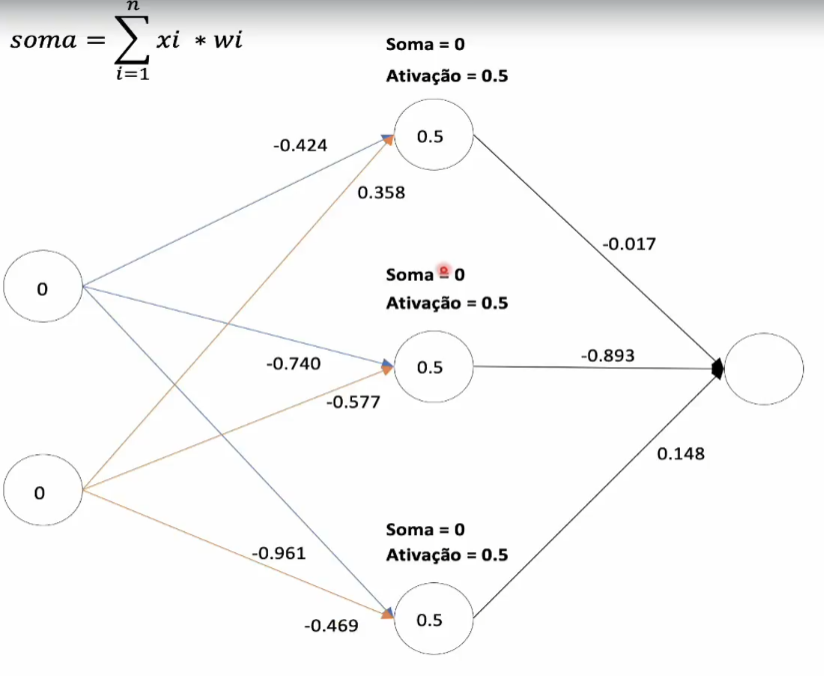 n
soma = ∑ xi * wi
i=1
Soma = 0
Ativação = 0.5
0.5
-0.424
0.358
-0.017
Soma = 0
Ativação = 0.5
0
-0.893
-0.740
0.5
-0.577
0.148
0
Soma = 0
Ativação = 0.5
-0.961
0.5
-0.469